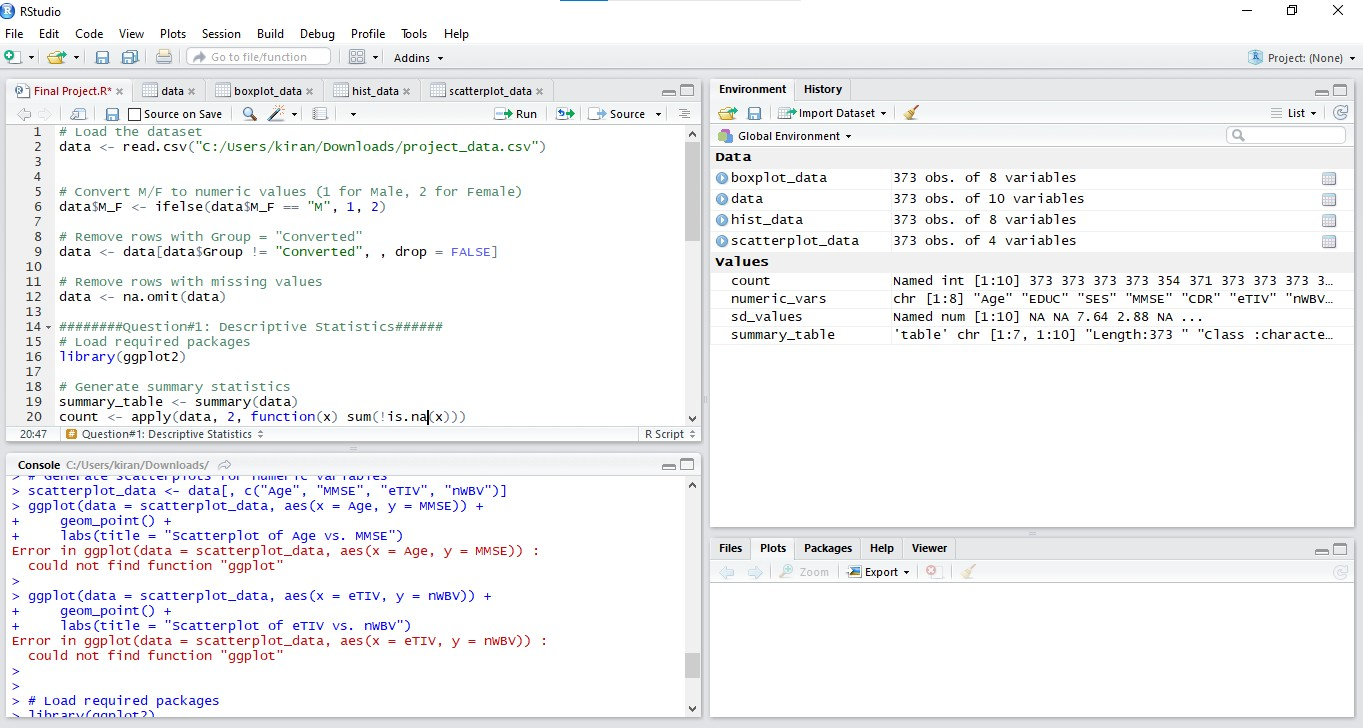 RStudio
File Edit Code View Plots Session Build Debug Profile Tools Help
Go to file/function Addins Project: (None)
Final Project.R* data boxplot_data hist_data scatterplot_data
Source on Save Run Source
1 # Load the dataset
2 data <- read.csv("C:/Users/kiran/Downloads/project_data.csv")
3
4
5 # Convert M/F to numeric values (1 for Male, 2 for Female)
6 data$M_F <- ifelse(data$M_F == "M", 1, 2)
7
8 # Remove rows with Group = "Converted"
9 data <- data[data$Group != "Converted", , drop = FALSE]
10
11 # Remove rows with missing values
12 data <- na.omit(data)
13
14 ########Question#1: Descriptive Statistics######
15 # Load required packages
16 library(ggplot2)
17
18 # Generate summary statistics
19 summary_table <- summary(data)
20 count <- apply(data, 2, function(x) sum(!is.na(x)))
20:47 # Question#1: Descriptive Statistics R Script
Console C:/Users/kiran/Downloads/
> # Generate scatterplots for numeric variables
> scatterplot_data <- data[, c("Age", "MMSE", "eTIV", "nWBV")]
> ggplot(data = scatterplot_data, aes(x = Age, y = MMSE)) +
+ geom_point() +
+ labs(title = "Scatterplot of Age vs. MMSE")
Error in ggplot(data = scatterplot_data, aes(x = Age, y = MMSE)) :
could not find function "ggplot"
>
> ggplot(data = scatterplot_data, aes(x = eTIV, y = nWBV)) +
+ geom_point() +
+ labs(title = "Scatterplot of eTIV vs. nWBV")
Error in ggplot(data = scatterplot_data, aes(x = eTIV, y = nWBV)) :
could not find function "ggplot"
>
>
> # Load required packages
> library(ggplot2)
Environment History
Import Dataset List
Global Environment
Data
boxplot_data 373 obs. of 8 variables
data 373 obs. of 10 variables
hist_data 373 obs. of 8 variables
scatterplot_data 373 obs. of 4 variables
Values
count Named int [1:10] 373 373 373 373 354 371 373 373 373 3...
numeric_vars chr [1:8] "Age" "EDUC" "SES" "MMSE" "CDR" "eTIV" "nWBV...
sd_values Named num [1:10] NA NA 7.64 2.88 NA ...
summary_table 'table' chr [1:7, 1:10] "Length:373 " "Class :characte...
Files Plots Packages Help Viewer
Zoom Export